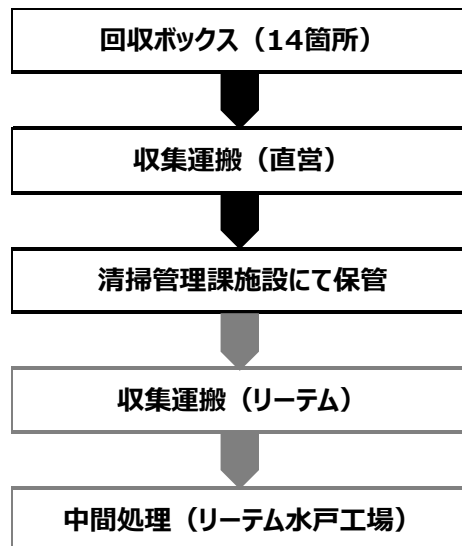 回収ボックス（14箇所）
収集運搬（直営）
清掃管理課施設にて保管
収集運搬（リーテム）
中間処理（リーテム水戸工場）